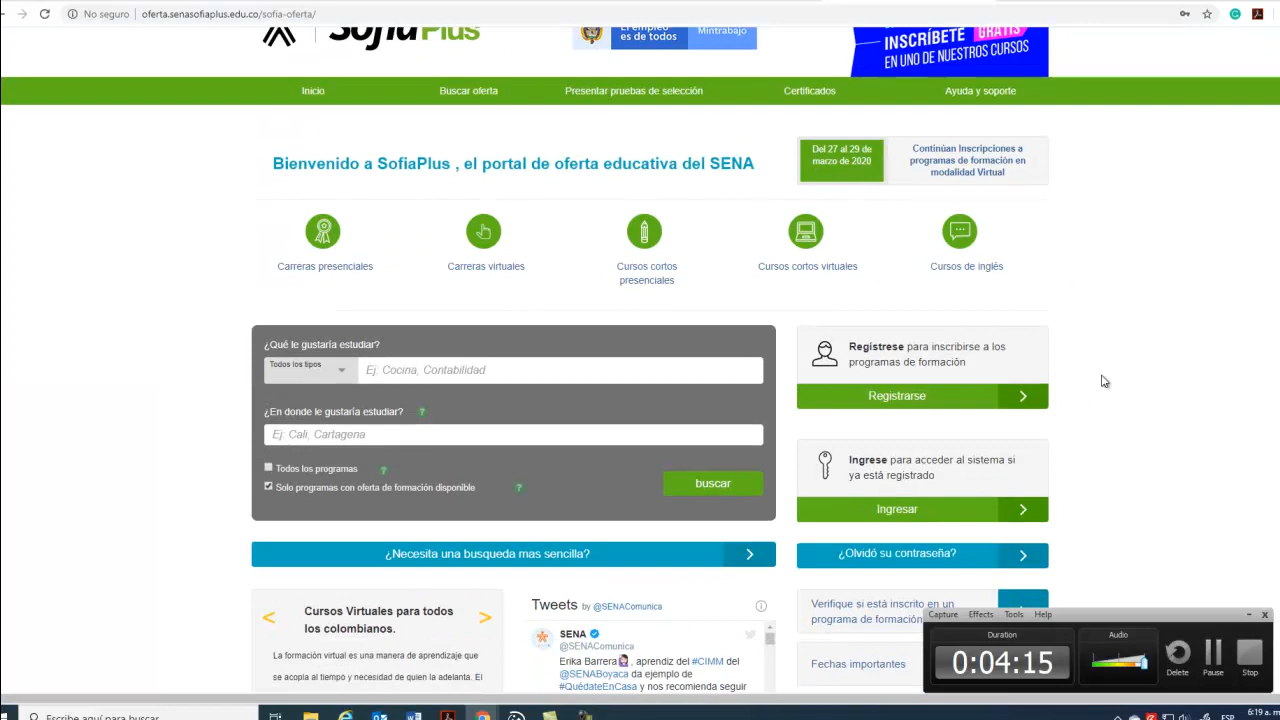 No seguro
oferta.senasofiaplus.edu.co/sofia-oferta/
SofiaPlus
El empleo
es de todos
Mintrabajo
INSCRÍBETE GRATIS
EN UNO DE NUESTROS CURSOS
Inicio
Buscar oferta
Presentar pruebas de selección
Certificados
Ayuda y soporte
Bienvenido a SofiaPlus , el portal de oferta educativa del SENA
Del 27 al 29 de
marzo de 2020
Continúan Inscripciones a
programas de formación en
modalidad Virtual
Carreras presenciales
Carreras virtuales
Cursos cortos
presenciales
Cursos cortos virtuales
Cursos de inglés
¿Qué le gustaría estudiar?
Todos los tipos
Ej: Cocina, Contabilidad
¿En donde le gustaría estudiar? ?
Ej: Cali, Cartagena
Todos los programas ?
Solo programas con oferta de formación disponible ?
buscar
Registrese para inscribirse a los
programas de formación
Registrarse
Ingrese para acceder al sistema si
ya está registrado
Ingresar
¿Necesita una busqueda mas sencilla?
¿Olvidó su contraseña?
< Cursos Virtuales para todos >
los colombianos.
La formación virtual es una manera de aprendizaje que
se acopla al tiempo y necesidad de quien la adelanta. El
Tweets by @SENAComunica
SENA
@SENAComunica
Erika Barrera, aprendiz del #CIMM del
@SENABoyaca da ejemplo de
#QuédateEnCasa y nos recomienda seguir
Verifique si está inscrito en un
programa de formación
Fechas importantes
Capture Effects Tools Help
Duration
0:04:15
Audio
Delete
Pause
Stop
Escribe aquí para buscar
ESP
6:19 a. m.